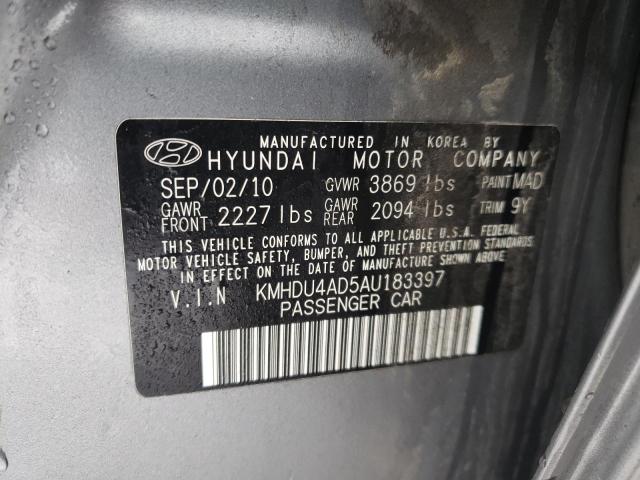 MANUFACTURED IN KOREA BY
HYUNDAI MOTOR COMPANY
SEP/02/10 GVWR 3869 lbs PAINT MAD
GAWR FRONT 2227 lbs GAWR REAR 2094 lbs TRIM 9Y
THIS VEHICLE CONFORMS TO ALL APPLICABLE U.S.A. FEDERAL
MOTOR VEHICLE SAFETY, BUMPER, AND THEFT PREVENTION STANDARDS
IN EFFECT ON THE DATE OF MANUFACTURE SHOWN ABOVE.
V.I.N KMHDU4AD5AU183397
PASSENGER CAR